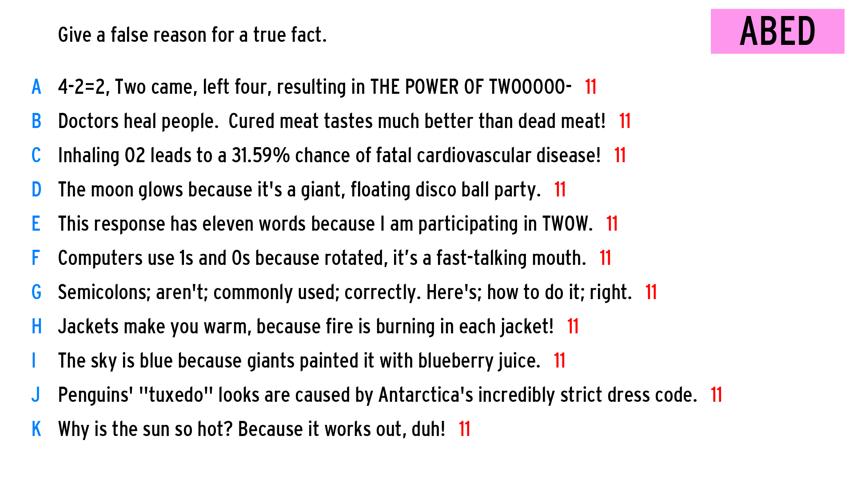 Give a false reason for a true fact.
ABED
A 4-2=2, Two came, left four, resulting in THE POWER OF TWOOOOO- 11
B Doctors heal people. Cured meat tastes much better than dead meat! 11
C Inhaling O2 leads to a 31.59% chance of fatal cardiovascular disease! 11
D The moon glows because it's a giant, floating disco ball party. 11
E This response has eleven words because I am participating in TWOW. 11
F Computers use 1s and 0s because rotated, it’s a fast-talking mouth. 11
G Semicolons; aren't; commonly used; correctly. Here's; how to do it; right. 11
H Jackets make you warm, because fire is burning in each jacket! 11
I The sky is blue because giants painted it with blueberry juice. 11
J Penguins' "tuxedo" looks are caused by Antarctica's incredibly strict dress code. 11
K Why is the sun so hot? Because it works out, duh! 11